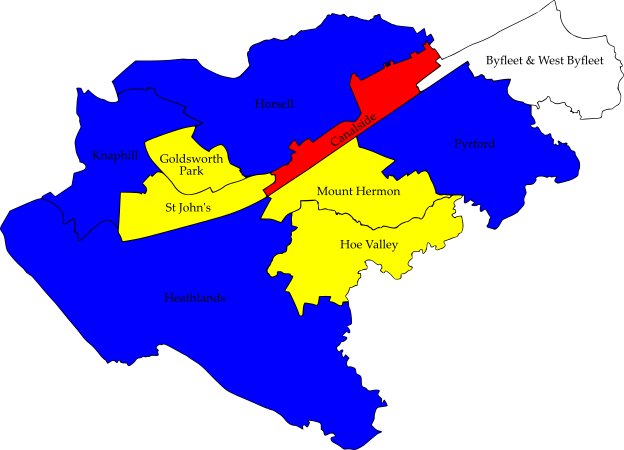 Byfleet & West Byfleet
Horsell
Canalside
Pyrford
Knaphill
Goldsworth
Park
Mount Hermon
St John's
Hoe Valley
Heathlands